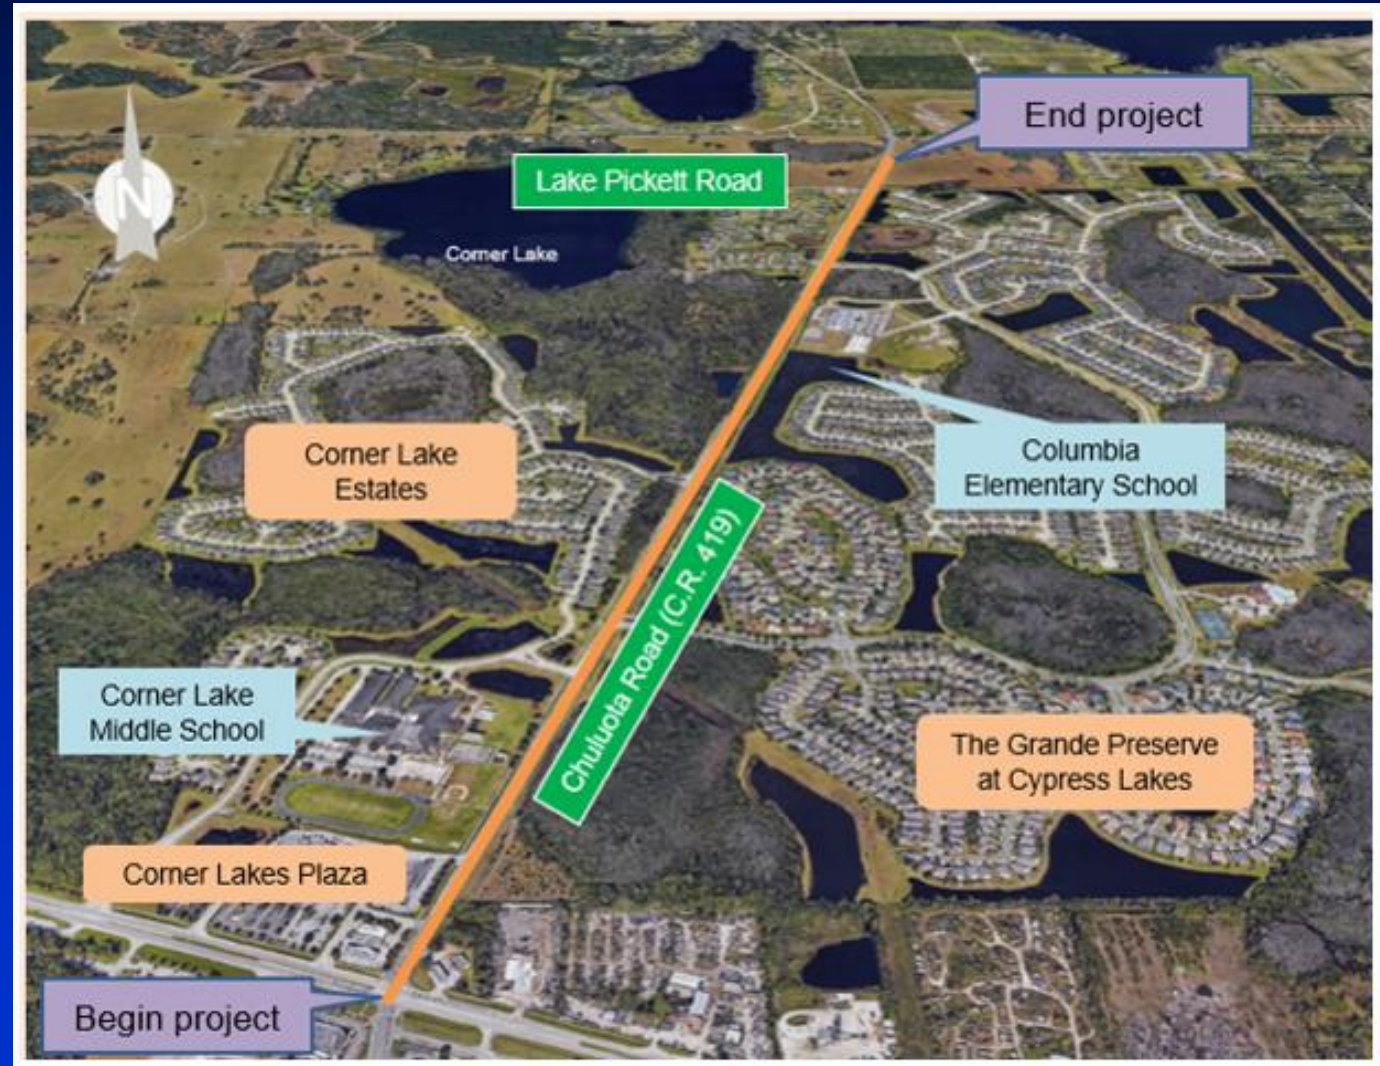 End project
Lake Pickett Road
N
Corner Lake
Corner Lake
Estates
Columbia
Elementary School
Chuluota Road (C.R. 419)
Corner Lake
Middle School
The Grande Preserve
at Cypress Lakes
Corner Lakes Plaza
Begin project